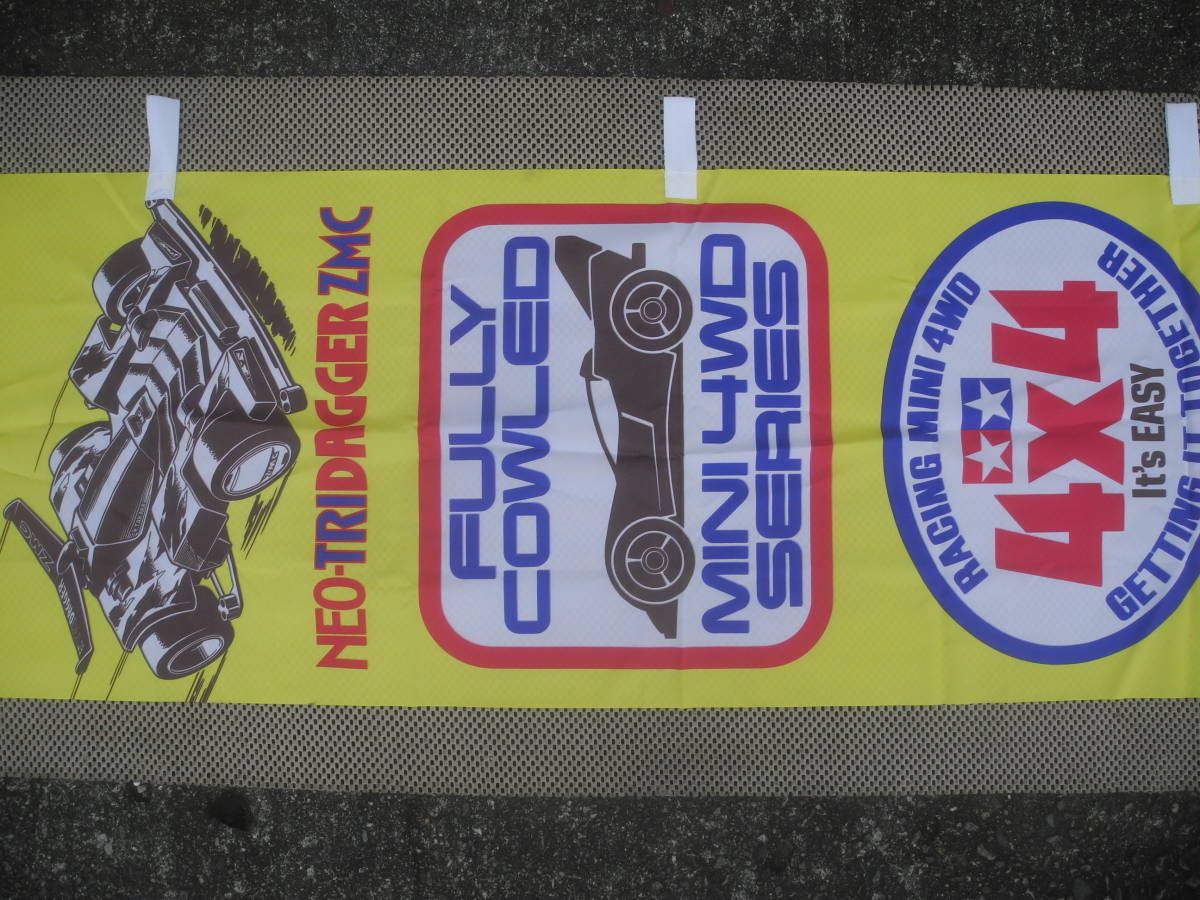 NEO-TRIDAGGER ZMC
FULLY
COWLED
MINI 4WD
SERIES
RACING MINI 4WD
4X4
It's EASY
GETTING IT TOGETHER